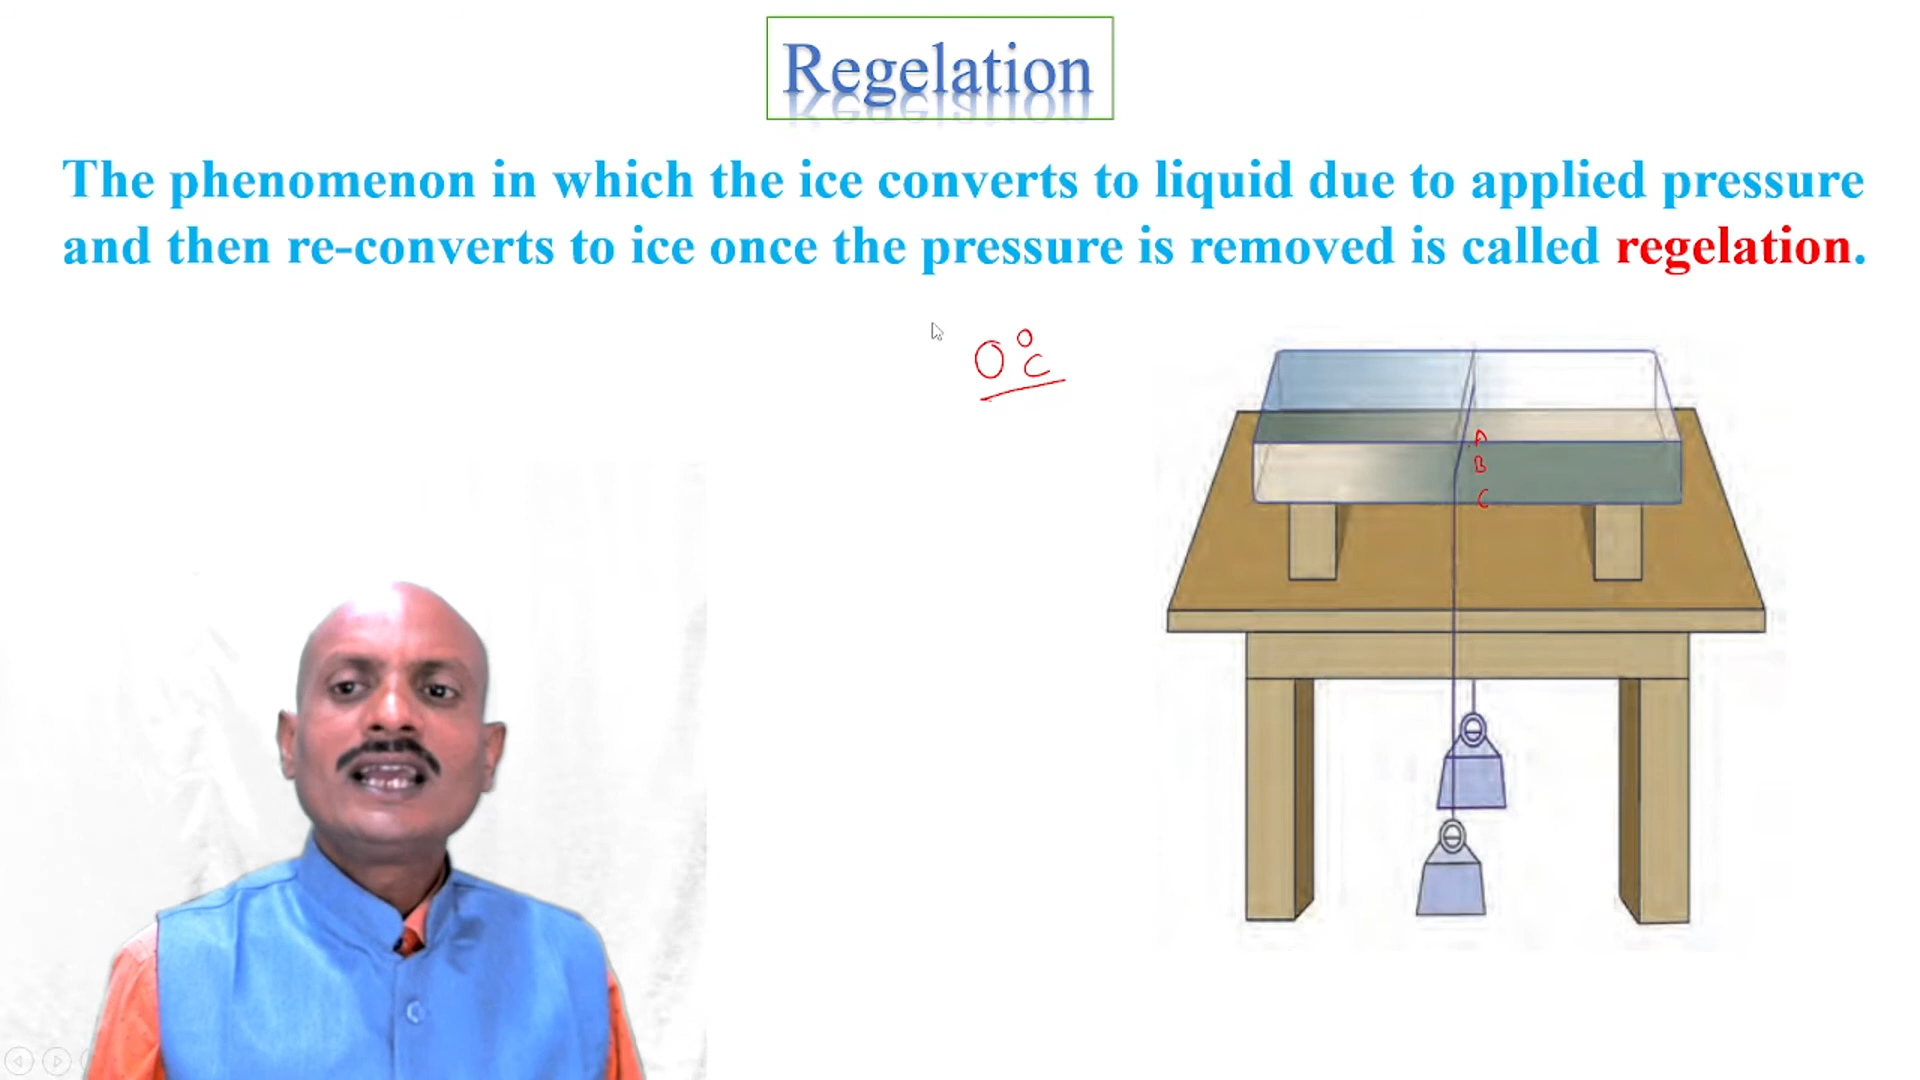 Regelation
The phenomenon in which the ice converts to liquid due to applied pressure
and then re-converts to ice once the pressure is removed is called regelation.
0°C
A
B
C